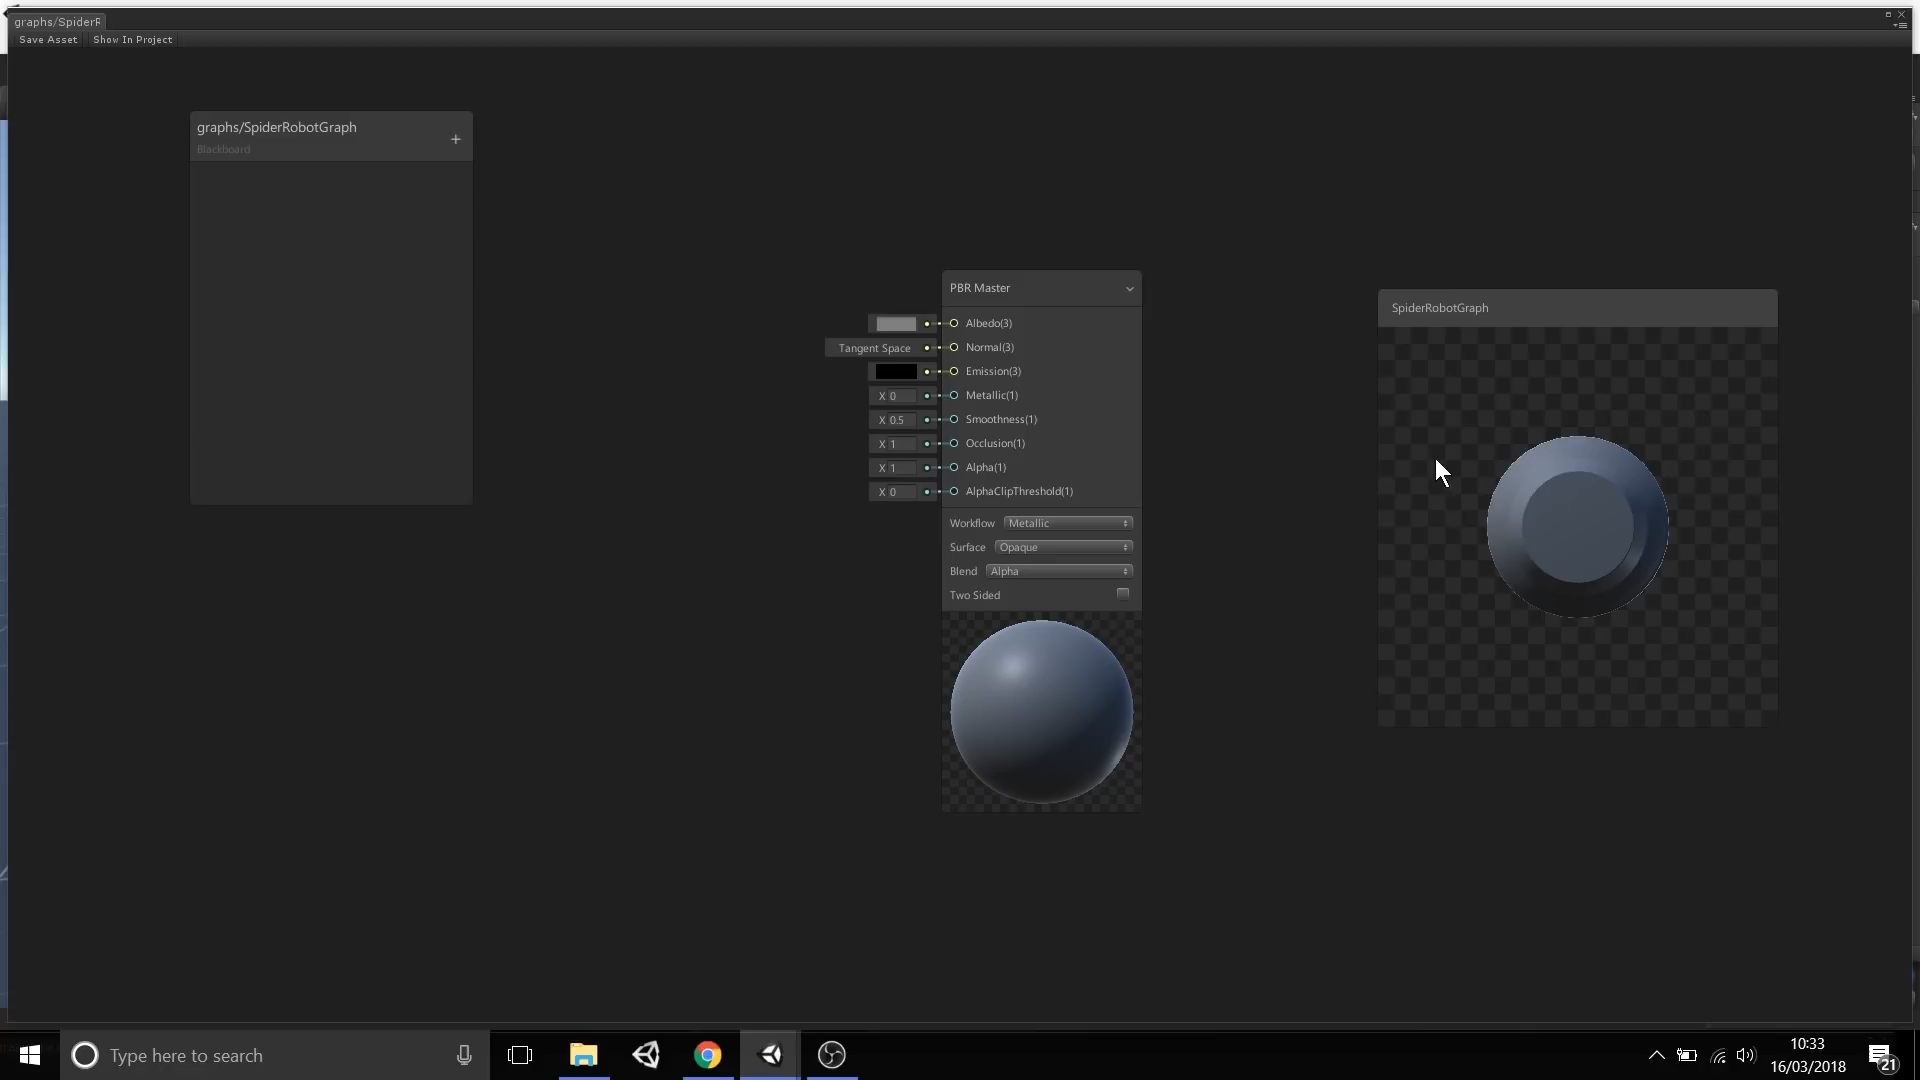 graphs/SpiderR
Save Asset Show In Project
graphs/SpiderRobotGraph
+
Blackboard
PBR Master
Albedo(3)
Tangent Space Normal(3)
Emission(3)
X 0 Metallic(1)
X 0.5 Smoothness(1)
X 1 Occlusion(1)
X 1 Alpha(1)
X 0 AlphaClipThreshold(1)
Workflow Metallic
Surface Opaque
Blend Alpha
Two Sided
SpiderRobotGraph
Type here to search
10:33
16/03/2018
21